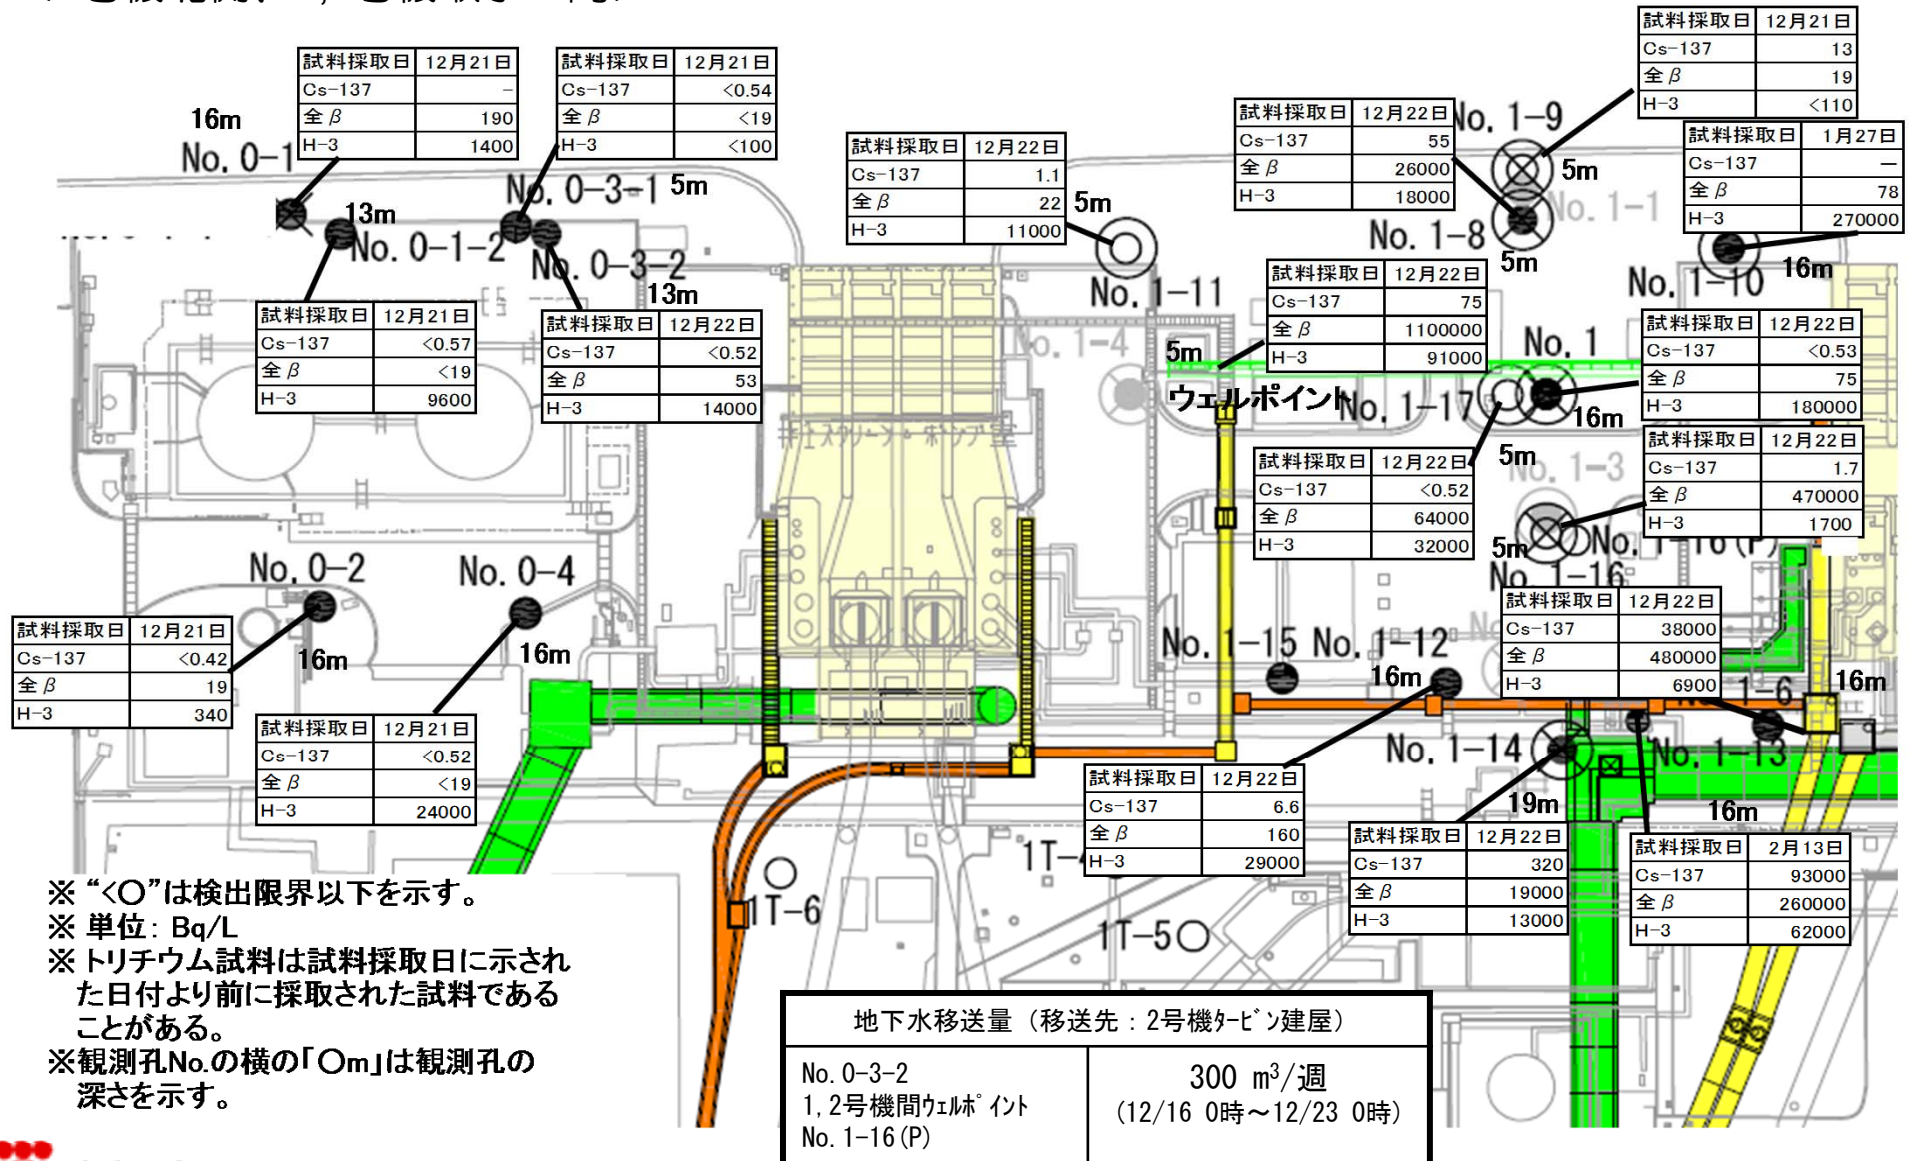 試料採取日 12月21日
Cs-137 -
全β 190
H-3 1400
試料採取日 12月21日
Cs-137 <0.54
全β <19
H-3 <100
試料採取日 12月21日
Cs-137 13
全β 19
H-3 <110
16m
No. 0-1
No. 0-3-1 5m
13m
No. 0-1-2
No. 0-3-2
13m
試料採取日 12月22日
Cs-137 1.1
全β 22
H-3 11000
5m
No. 1-11
試料採取日 12月22日
Cs-137 55
全β 26000
H-3 18000
No. 1-9
5m
No. 1-1
No. 1-8
5m
試料採取日 1月27日
Cs-137 —
全β 78
H-3 270000
No. 1-10
16m
試料採取日 12月21日
Cs-137 <0.57
全β <19
H-3 9600
試料採取日 12月22日
Cs-137 <0.52
全β 53
H-3 14000
試料採取日 12月22日
Cs-137 75
全β 1100000
H-3 91000
5m
ウェルポイント
No. 1
16m
No. 1-17
5m
試料採取日 12月22日
Cs-137 <0.53
全β 75
H-3 180000
試料採取日 12月22日
Cs-137 <0.52
全β 64000
H-3 32000
No. 1-3
試料採取日 12月22日
Cs-137 1.7
全β 470000
H-3 1700
5m
No. 1-16(P)
No. 1-16
No. 0-2
16m
No. 0-4
16m
試料採取日 12月21日
Cs-137 <0.42
全β 19
H-3 340
試料採取日 12月21日
Cs-137 <0.52
全β <19
H-3 24000
No. 1-15
No. 1-12
16m
試料採取日 12月22日
Cs-137 38000
全β 480000
H-3 6900
1-6
16m
No. 1-14
19m
No. 1-13
16m
試料採取日 12月22日
Cs-137 6.6
全β 160
H-3 29000
試料採取日 12月22日
Cs-137 320
全β 19000
H-3 13000
試料採取日 2月13日
Cs-137 93000
全β 260000
H-3 62000
1T-6
1T-5
※ “<〇”は検出限界以下を示す。
※ 単位: Bq/L
※ トリチウム試料は試料採取日に示され
た日付より前に採取された試料である
ことがある。
※観測孔No.の横の「〇m」は観測孔の
深さを示す。
地下水移送量（移送先：2号機ﾀｰﾋﾞﾝ建屋）
No. 0-3-2
1, 2号機間ｳｪﾙﾎﾟｲﾝﾄ
No. 1-16(P)
300 m³/週
(12/16 0時～12/23 0時)